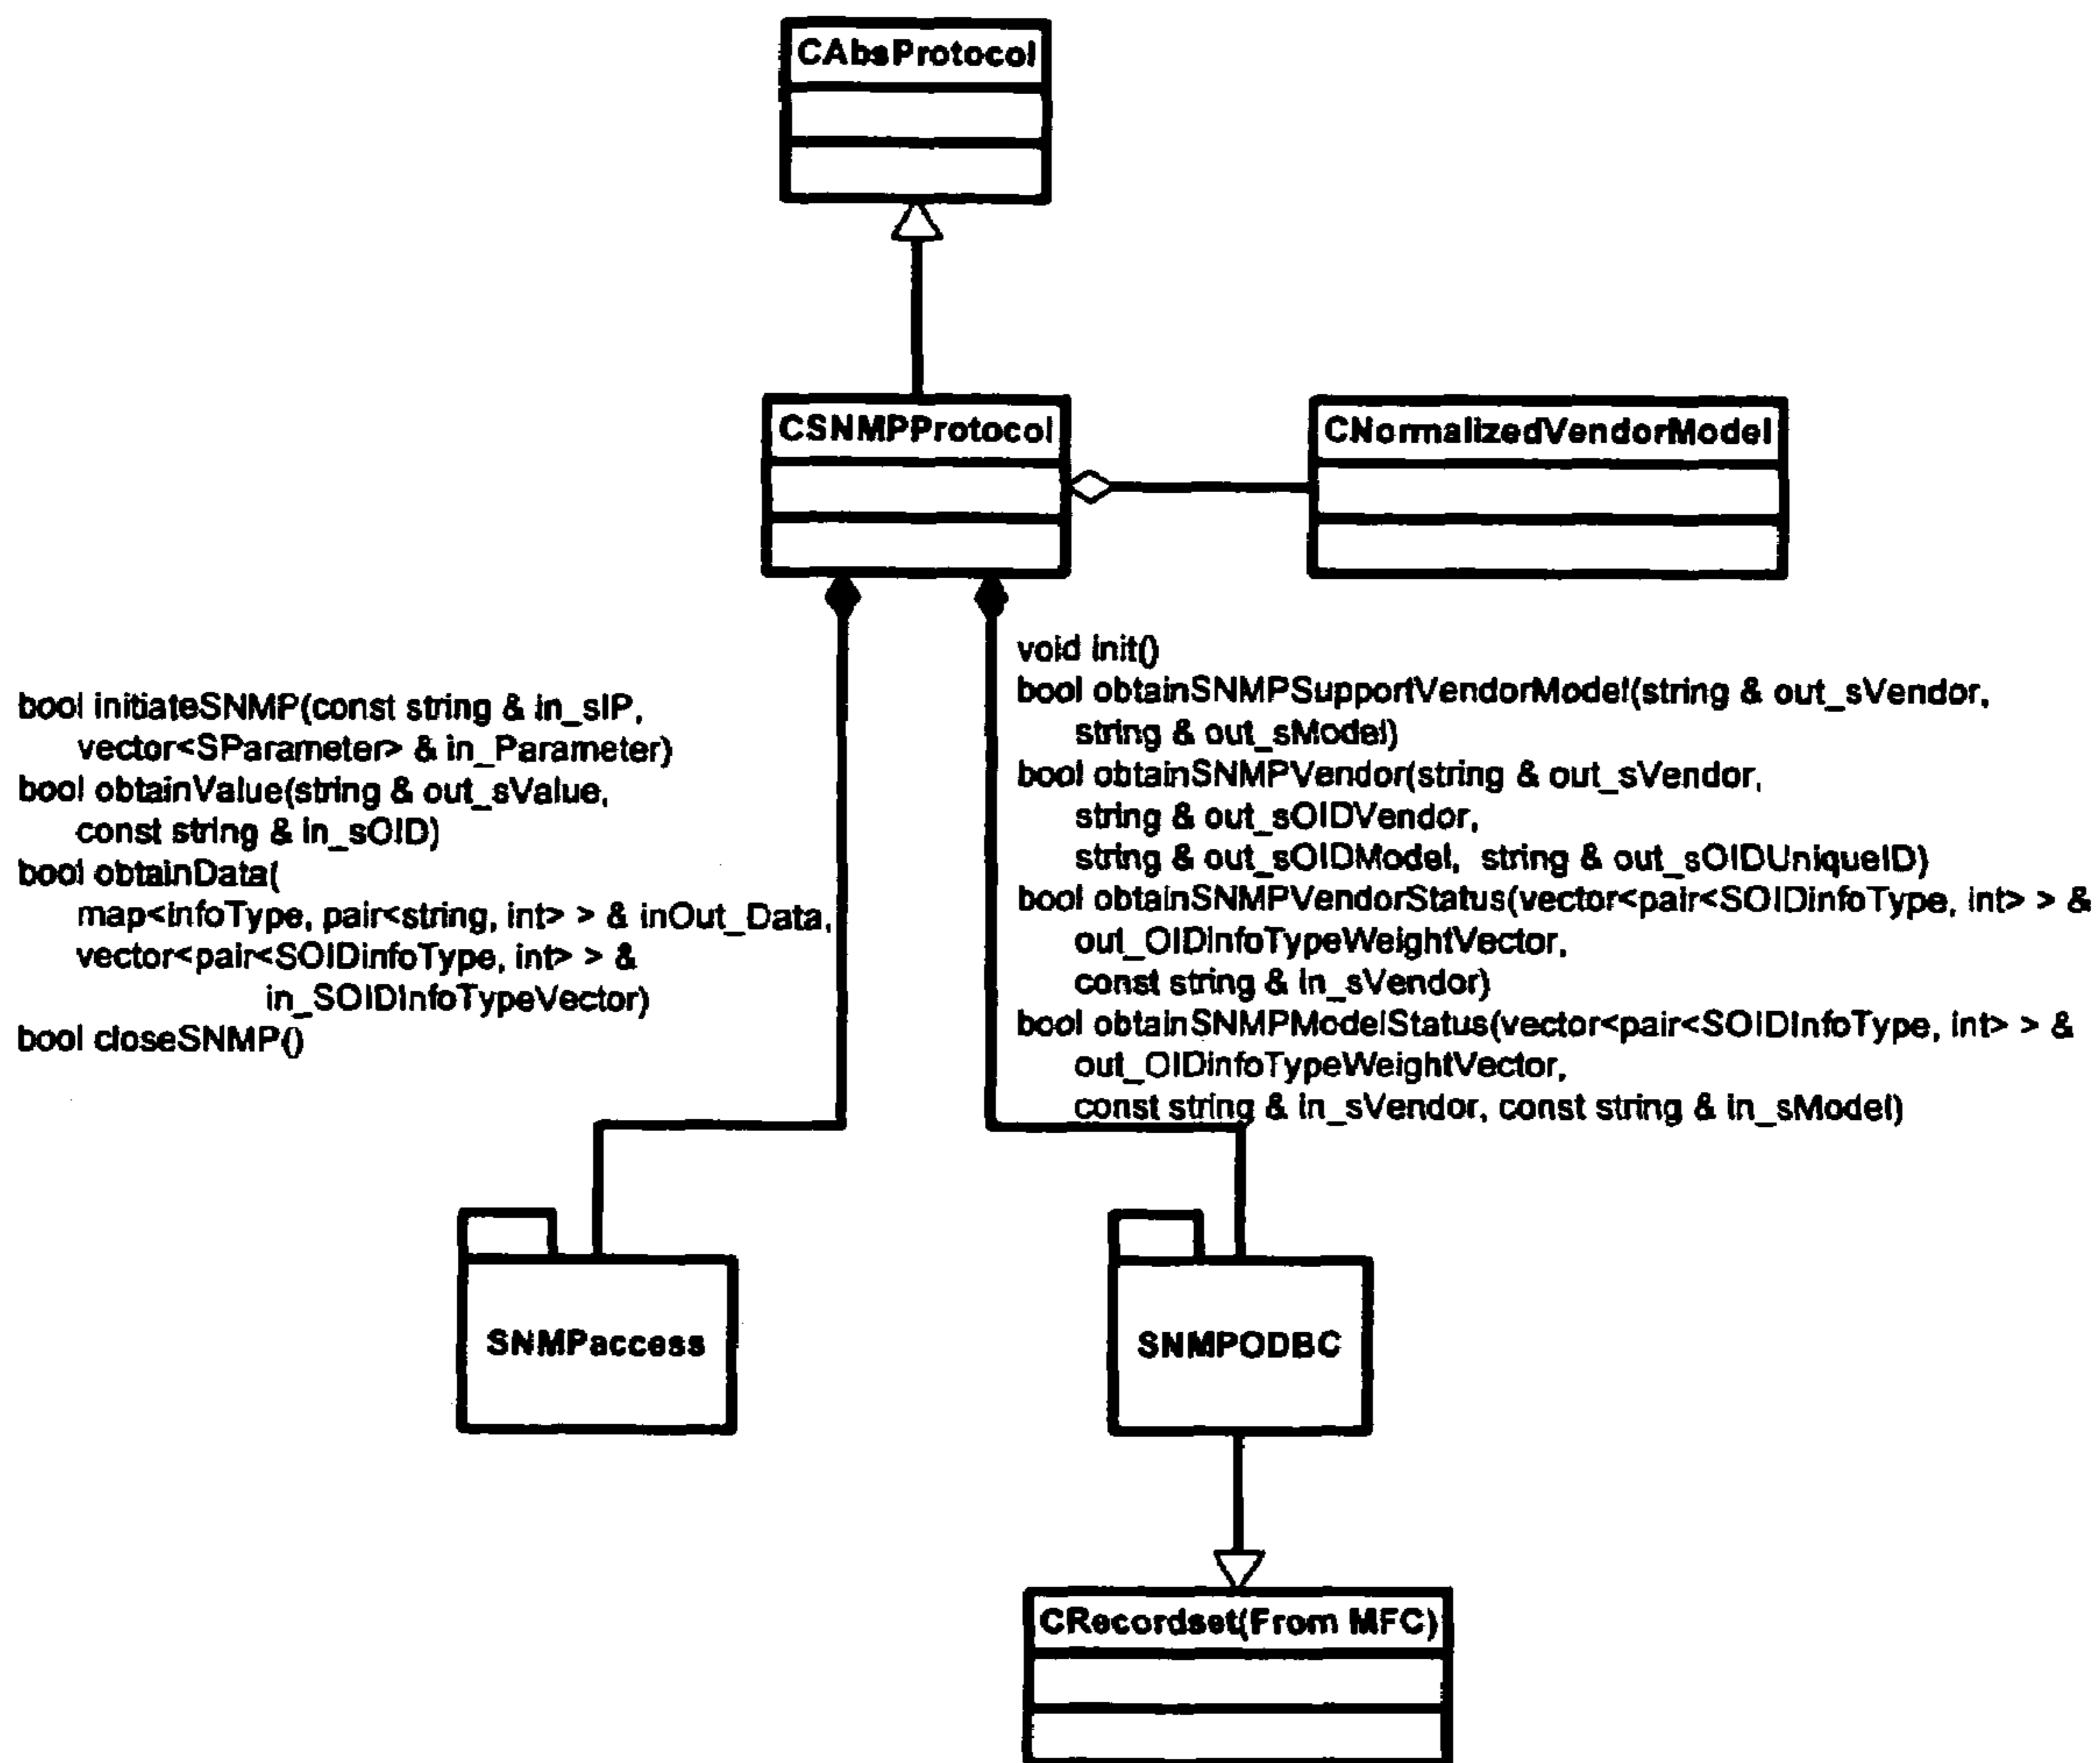 CAbsProtocol
CSNMPProtocol
CNormalizedVendorModel
bool initiateSNMP(const string & in_sIP,
vector<SParameter> & in_Parameter)
bool obtainValue(string & out_sValue,
const string & in_sOID)
bool obtainData(
map<infoType, pair<string, int> > & inOut_Data,
vector<pair<SOIDinfoType, int> > &
in_SOIDinfoTypeVector)
bool closeSNMP()
void init()
bool obtainSNMPSupportVendorModel(string & out_sVendor,
string & out_sModel)
bool obtainSNMPVendor(string & out_sVendor,
string & out_sOIDVendor,
string & out_sOIDModel, string & out_sOIDUniqueID)
bool obtainSNMPVendorStatus(vector<pair<SOIDinfoType, int> > &
out_OIDinfoTypeWeightVector,
const string & in_sVendor)
bool obtainSNMPModelStatus(vector<pair<SOIDinfoType, int> > &
out_OIDinfoTypeWeightVector,
const string & in_sVendor, const string & in_sModel)
SNMPaccess
SNMPODBC
CRecordset(From MFC)